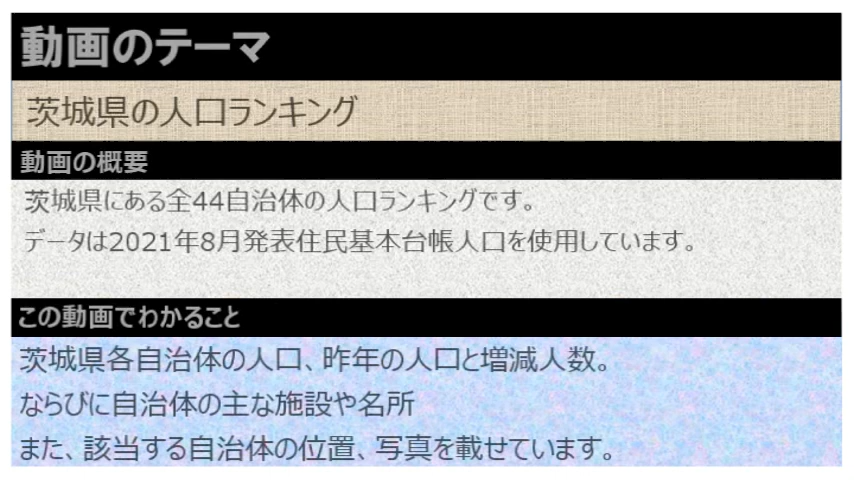 動画のテーマ
茨城県の人口ランキング
動画の概要
茨城県にある全44自治体の人口ランキングです。
データは2021年8月発表住民基本台帳人口を使用しています。
この動画でわかること
茨城県各自治体の人口、昨年の人口と増減人数。
ならびに自治体の主な施設や名所
また、該当する自治体の位置、写真を載せています。